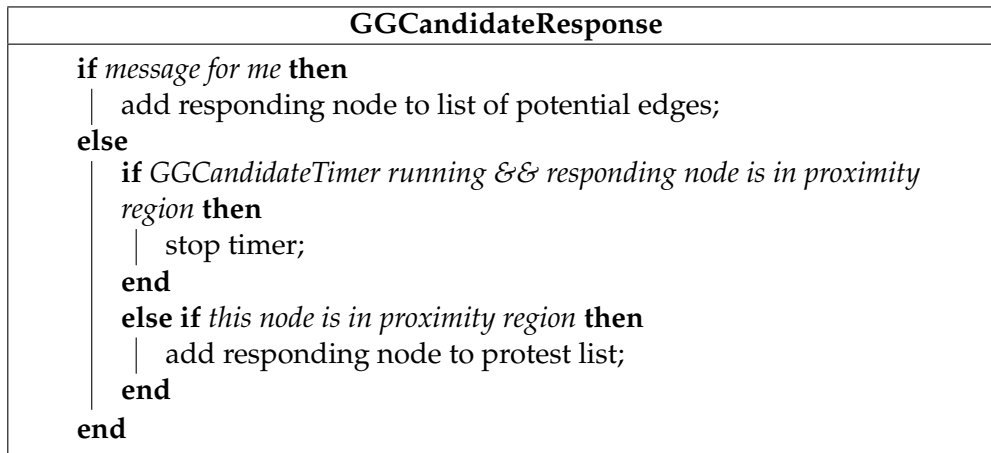 GGCandidateResponse
if message for me then
add responding node to list of potential edges;
else
if GGCandidateTimer running && responding node is in proximity
region then
stop timer;
end
else if this node is in proximity region then
add responding node to protest list;
end
end